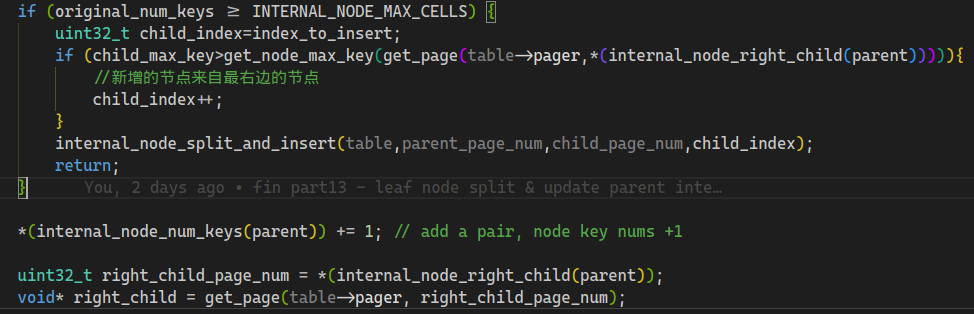 if (original_num_keys ≥ INTERNAL_NODE_MAX_CELLS) {
uint32_t child_index=index_to_insert;
if (child_max_key>get_node_max_key(get_page(table→pager,*(internal_node_right_child(parent))))){
//新增的节点来自最右边的节点
child_index++;
}
internal_node_split_and_insert(table,parent_page_num,child_page_num,child_index);
return;
} You, 2 days ago • fin part13 - leaf node split & update parent inte…
*(internal_node_num_keys(parent)) += 1; // add a pair, node key nums +1
uint32_t right_child_page_num = *(internal_node_right_child(parent));
void* right_child = get_page(table→pager, right_child_page_num);